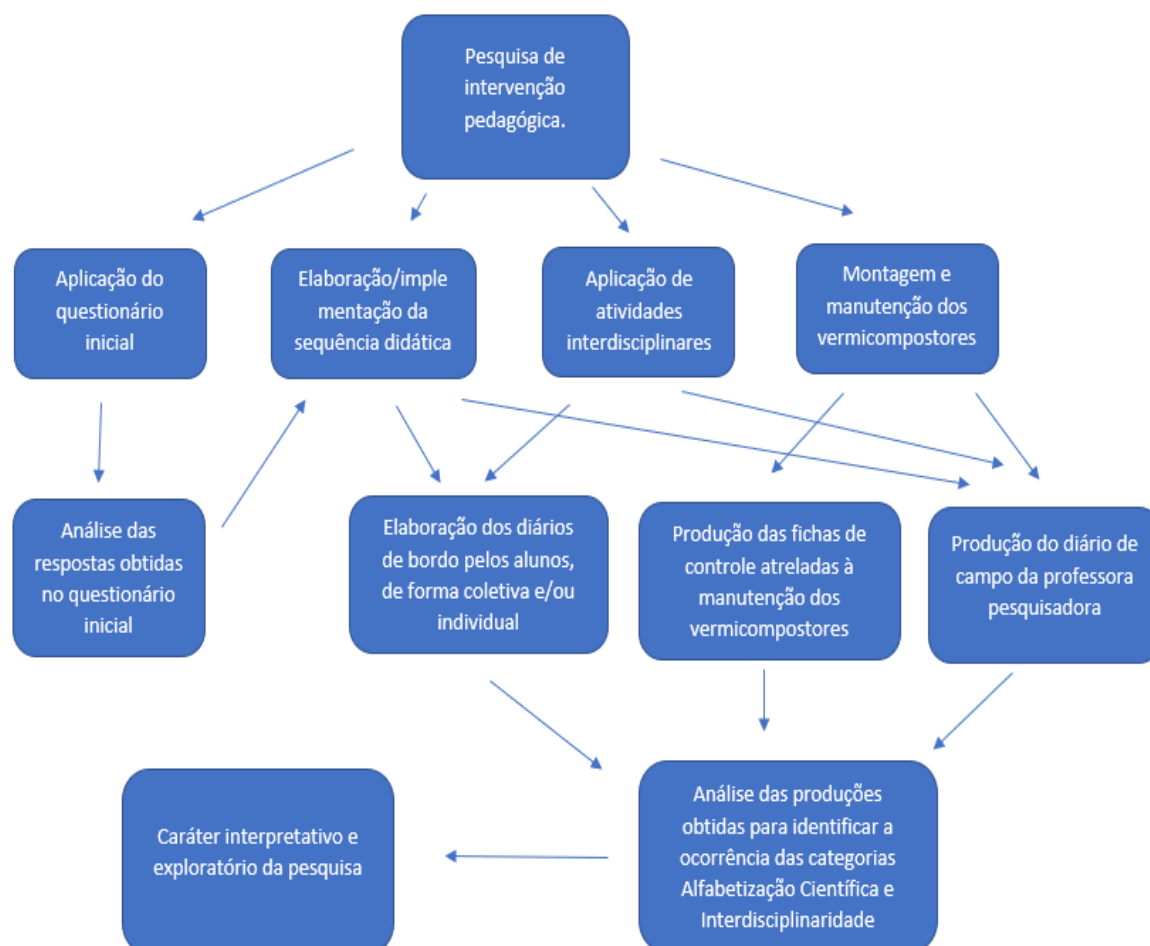 Pesquisa de
intervenção
pedagógica.
Aplicação do
questionário
inicial
Elaboração/imple
mentação da
sequência didática
Aplicação de
atividades
interdisciplinares
Montagem e
manutenção dos
vermicompostores
Análise das
respostas obtidas
no questionário
inicial
Elaboração dos diários
de bordo pelos alunos,
de forma coletiva e/ou
individual
Produção das fichas de
controle atreladas à
manutenção dos
vermicompostores
Produção do diário de
campo da professora
pesquisadora
Caráter interpretativo e
exploratório da pesquisa
Análise das produções
obtidas para identificar a
ocorrência das categorias
Alfabetização Científica e
Interdisciplinaridade